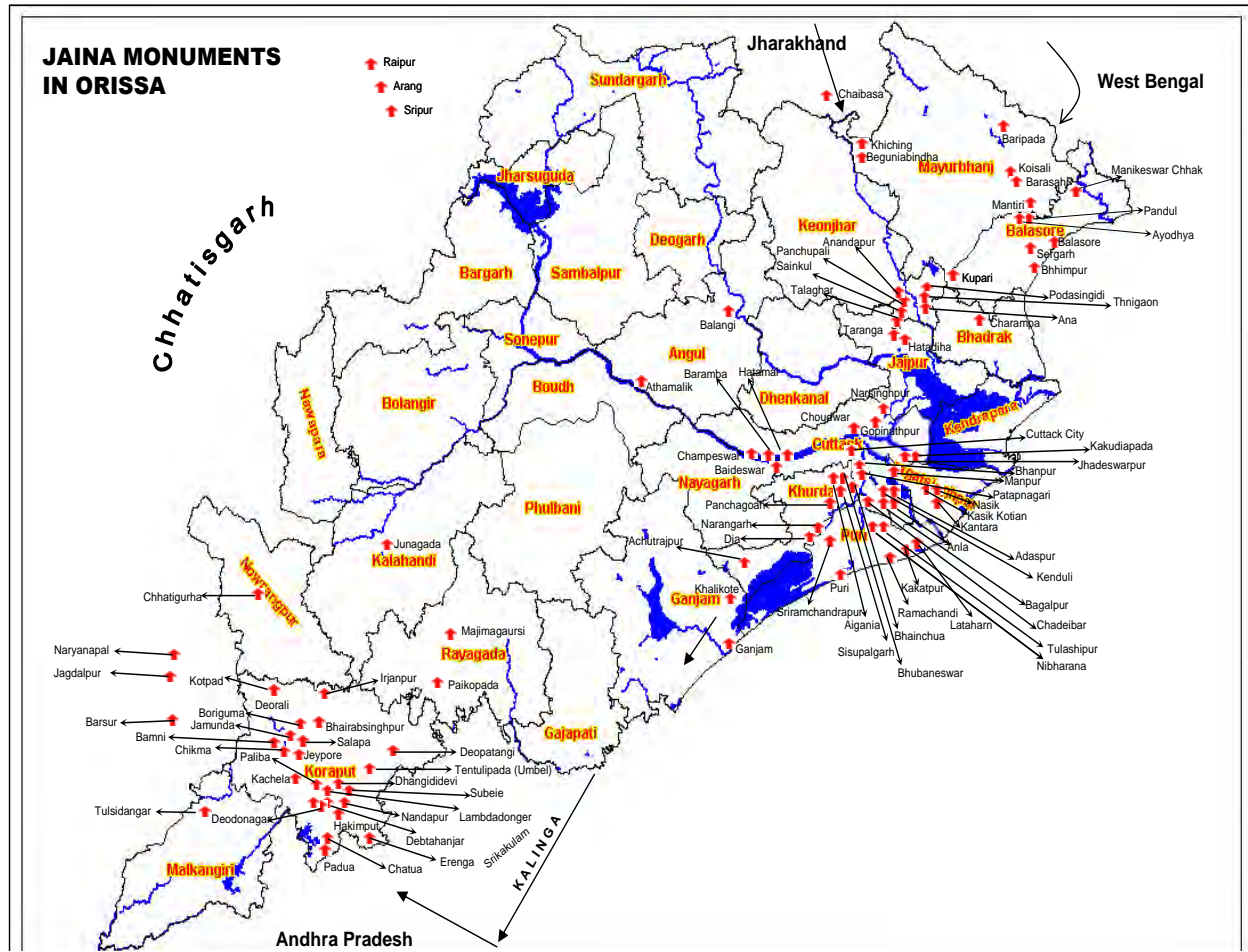 JAINA MONUMENTS
IN ORISSA
Raipur
Arang
Sripur
Jharakhand
West Bengal
Chhatisgarh
Sundargarh
Chaibasa
Khiching
Beguniabindha
Baripada
Mayurbhanj
Koisali
Barasahi
Manikeswar Chhak
Jharsuguda
Mantiri
Pandul
Ayodhya
Balasore
Balasore
Sergarh
Bhhimpur
Keonjhar
Anandapur
Panchupali
Sainkul
Talaghar
Deogarh
Bargarh
Sambalpur
Kupari
Podasingidi
Thnigaon
Ana
Charampa
Bhadrak
Taranga
Hatadiha
Balangi
Sonepur
Angul
Jajpur
Baramba
Hatamal
Athamalik
Boudh
Bolangir
Nawapara
Dhenkanal
Narsinghpur
Choudwar
Gopinathpur
Kendrapara
Cuttack
Cuttack City
Kakudiapada
Jhadeswarpur
Champeswar
Baideswar
Bhanpur
Manpur
Patapnagari
Nasik
Kasik Kotian
Kantara
Nayagarh
Khurda
Panchagoan
Phulbani
Narangarh
Dia
Puri
Anla
Adaspur
Kenduli
Achutrajpur
Junagada
Kalahandi
Nowrangpur
Chhatigurha
Khalikote
Ganjam
Puri
Kakatpur
Bagalpur
Sriramchandrapur
Ramachandi
Lataharn
Chadeibar
Aigania
Bhainchua
Tulashipur
Sisupalgarh
Nibharana
Bhubaneswar
Ganjam
Majimagaursi
Rayagada
Paikopada
Naryanapal
Jagdalpur
Kotpad
Deorali
Irjanpur
Barsur
Boriguma
Bhairabsinghpur
Jamunda
Bamni
Salapa
Chikma
Jeypore
Paliba
Koraput
Kachela
Deopatangi
Tentulipada (Umbel)
Dhangididevi
Subeie
Lambdadonger
Gajapati
Tulsidangar
Deodonagar
Nandapur
Hakimput
Debtahanjar
Erenga
Chatua
Padua
Malkangiri
Srikakulam
KALINGA
Andhra Pradesh